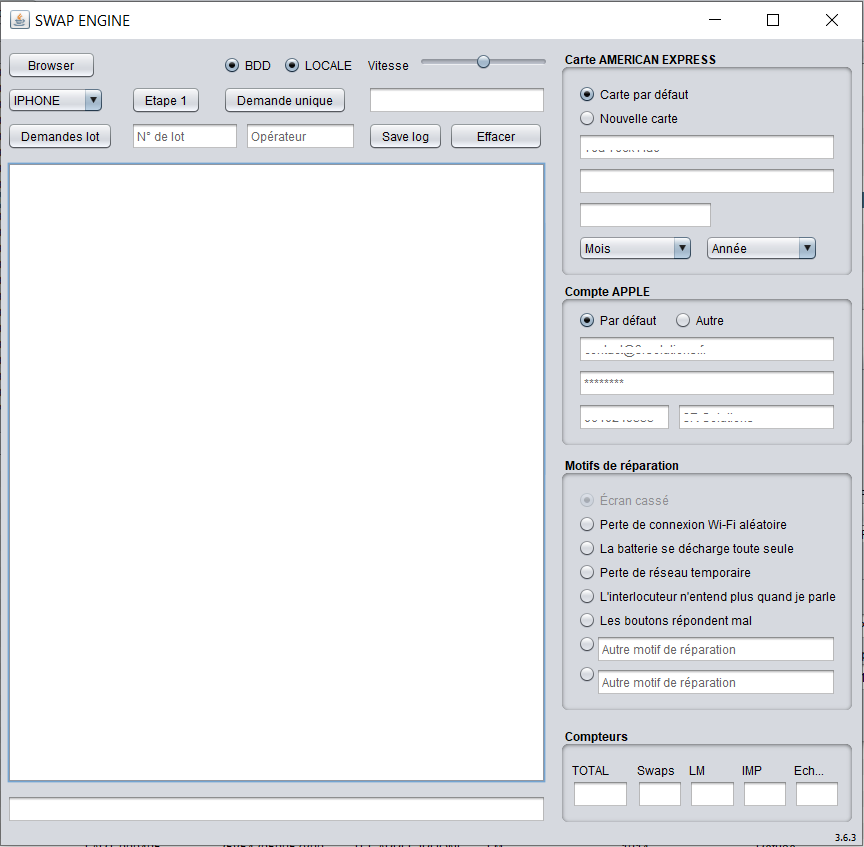 SWAP ENGINE
Browser BDD LOCALE Vitesse
IPHONE Etape 1 Demande unique
Demandes lot N° de lot Opérateur Save log Effacer
Carte AMERICAN EXPRESS
Carte par défaut
Nouvelle carte
Mois Année
Compte APPLE
Par défaut Autre
********
Motifs de réparation
Écran cassé
Perte de connexion Wi-Fi aléatoire
La batterie se décharge toute seule
Perte de réseau temporaire
L'interlocuteur n'entend plus quand je parle
Les boutons répondent mal
Autre motif de réparation
Autre motif de réparation
Compteurs
TOTAL Swaps LM IMP Ech...
3.6.3